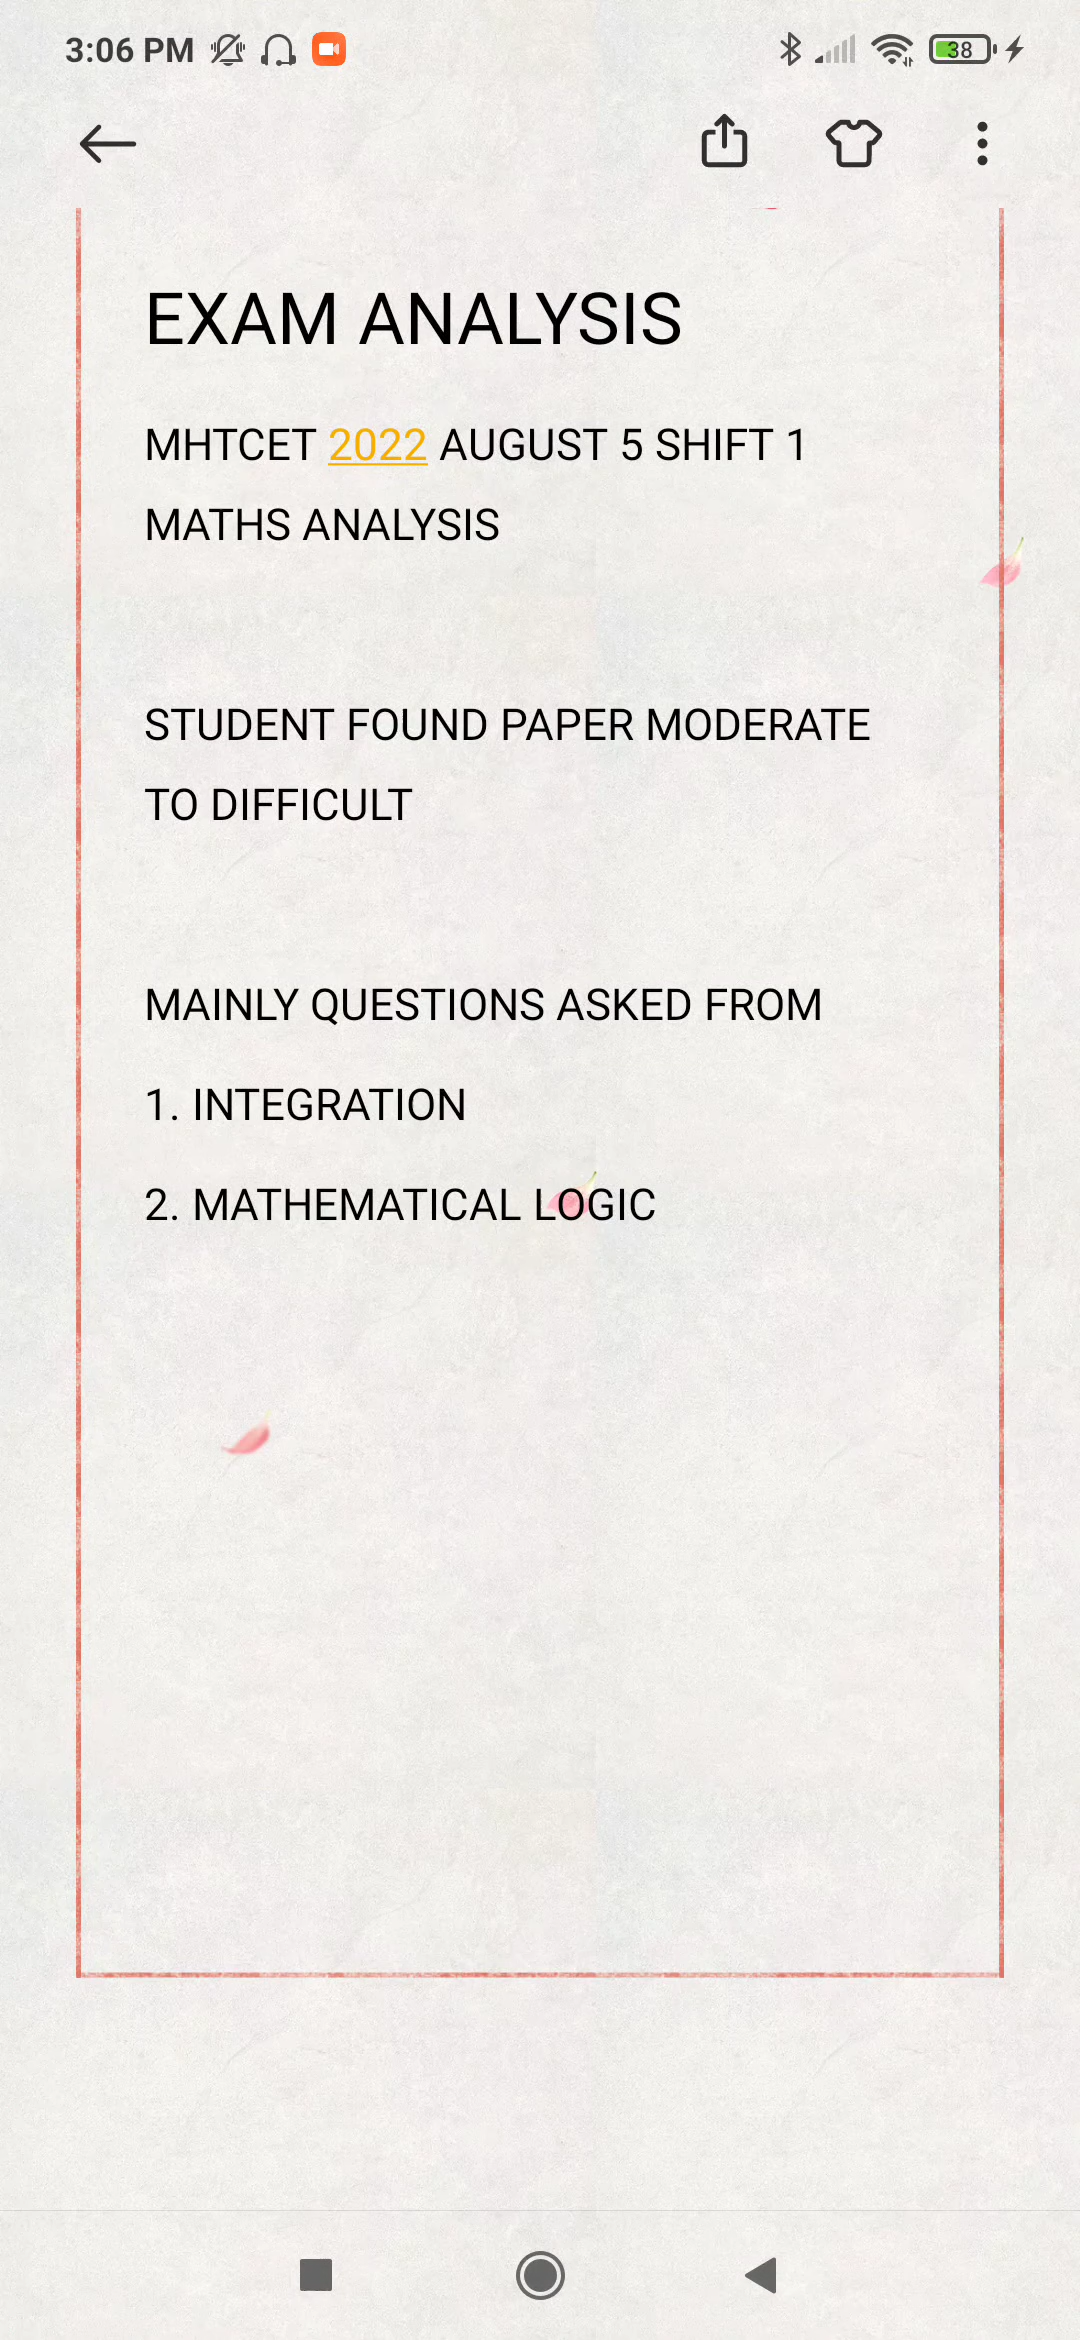 3:06 PM
38
EXAM ANALYSIS
MHTCET 2022 AUGUST 5 SHIFT 1
MATHS ANALYSIS
STUDENT FOUND PAPER MODERATE
TO DIFFICULT
MAINLY QUESTIONS ASKED FROM
1. INTEGRATION
2. MATHEMATICAL LOGIC